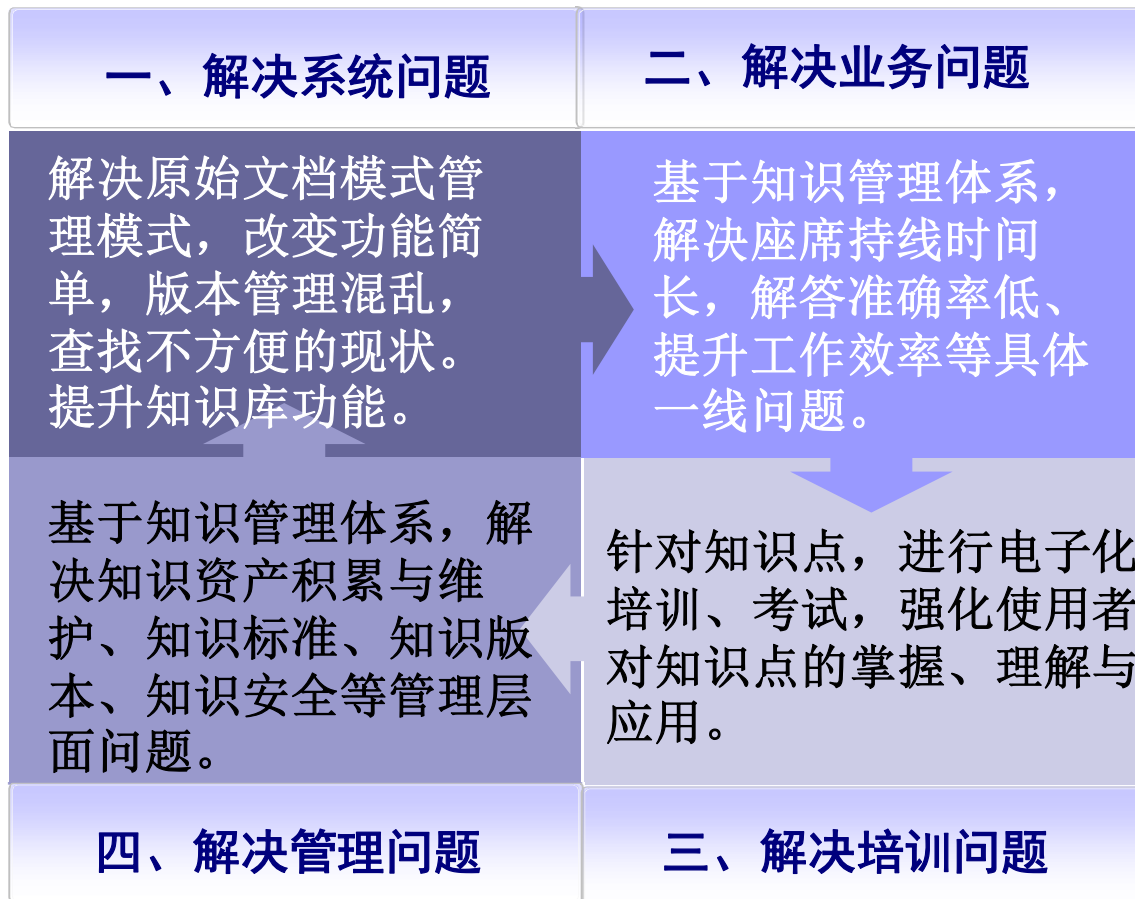 一、解决系统问题
二、解决业务问题
解决原始文档模式管
理模式，改变功能简
单，版本管理混乱，
查找不方便的现状。
提升知识库功能。
基于知识管理体系，
解决座席持线时间
长，解答准确率低、
提升工作效率等具体
一线问题。
基于知识管理体系，解
决知识资产积累与维
护、知识标准、知识版
本、知识安全等管理层
面问题。
针对知识点，进行电子化
培训、考试，强化使用者
对知识点的掌握、理解与
应用。
四、解决管理问题
三、解决培训问题